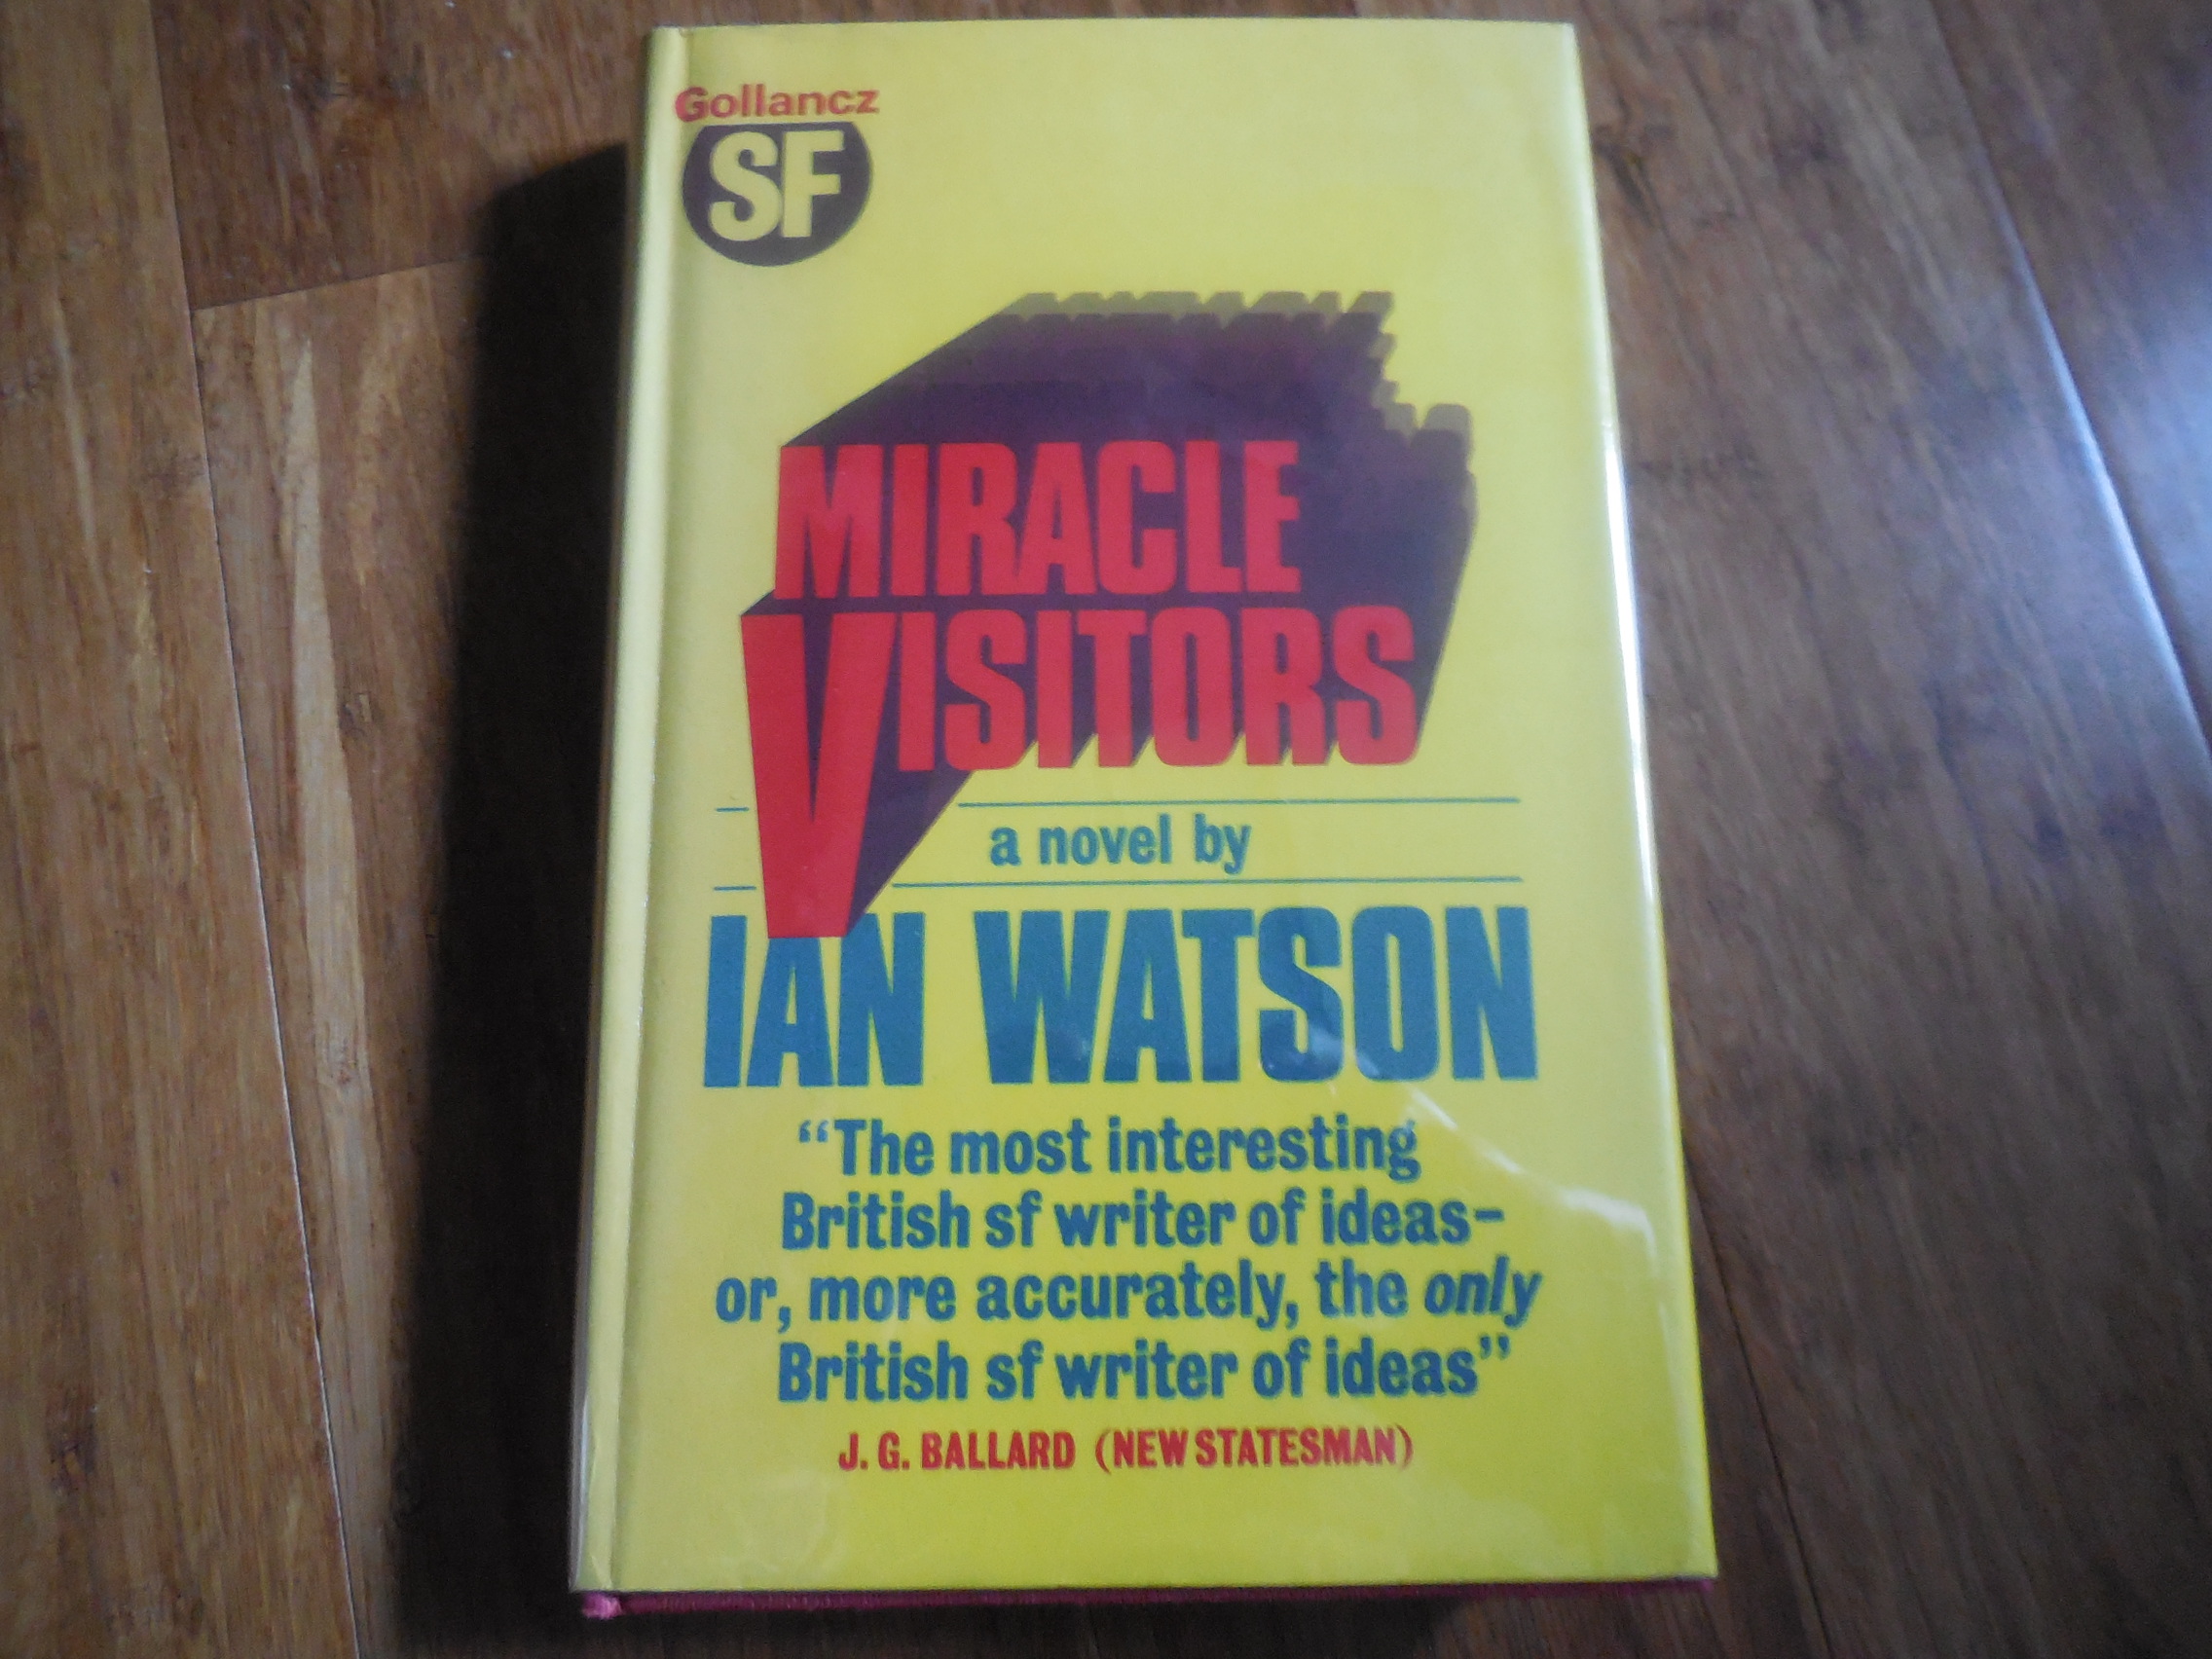 Gollancz
SF
MIRACLE
VISITORS
a novel by
IAN WATSON
“The most interesting
British sf writer of ideas–
or, more accurately, the only
British sf writer of ideas”
J. G. BALLARD (NEW STATESMAN)